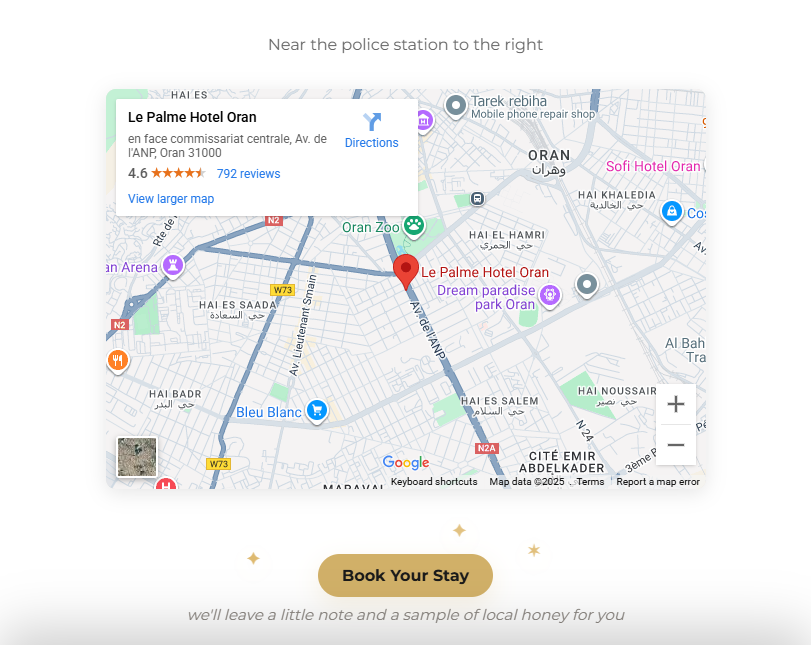 Near the police station to the right
HAI ES
Le Palme Hotel Oran
en face commissariat centrale, Av. de
l'ANP, Oran 31000
Directions
4.6
792 reviews
View larger map
Tarek rebiha
Mobile phone repair shop
ORAN
وهران
Sofi Hotel Oran
HAI KHALEDIA
حي الخالدية
Cos
N2
Rte de
Oran Zoo
HAI EL HAMRI
حي الحمري
an Arena
Le Palme Hotel Oran
Dream paradise
park Oran
W73
HAI ES SAADA
حي السعادة
Av. Lieutenant Smain
Av. de l'ANP
N2
Al Bah
Tra
HAI BADR
حي البدر
Bleu Blanc
HAI ES SALEM
حي السلام
HAI NOUSSAIR
حي نصير
N 24
N2A
W73
CITÉ EMIR
ABDELKADER
3ème
Google
MARAVAL
Keyboard shortcuts
Map data ©2025
Terms
Report a map error
Book Your Stay
we'll leave a little note and a sample of local honey for you